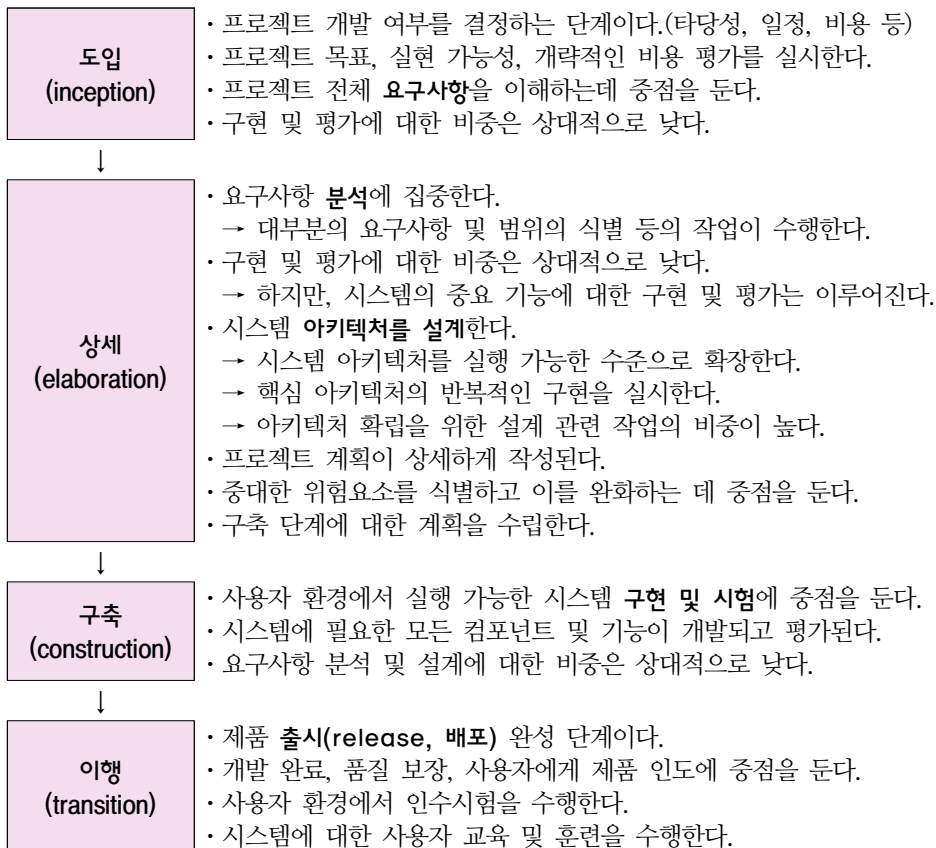 도입
(inception)
· 프로젝트 개발 여부를 결정하는 단계이다.(타당성, 일정, 비용 등)
· 프로젝트 목표, 실현 가능성, 개략적인 비용 평가를 실시한다.
· 프로젝트 전체 요구사항을 이해하는데 중점을 둔다.
· 구현 및 평가에 대한 비중은 상대적으로 낮다.
↓
상세
(elaboration)
· 요구사항 분석에 집중한다.
→ 대부분의 요구사항 및 범위의 식별 등의 작업이 수행한다.
· 구현 및 평가에 대한 비중은 상대적으로 낮다.
→ 하지만, 시스템의 중요 기능에 대한 구현 및 평가는 이루어진다.
· 시스템 아키텍처를 설계한다.
→ 시스템 아키텍처를 실행 가능한 수준으로 확장한다.
→ 핵심 아키텍처의 반복적인 구현을 실시한다.
→ 아키텍처 확립을 위한 설계 관련 작업의 비중이 높다.
· 프로젝트 계획이 상세하게 작성된다.
· 중대한 위험요소를 식별하고 이를 완화하는 데 중점을 둔다.
· 구축 단계에 대한 계획을 수립한다.
↓
구축
(construction)
· 사용자 환경에서 실행 가능한 시스템 구현 및 시험에 중점을 둔다.
· 시스템에 필요한 모든 컴포넌트 및 기능이 개발되고 평가된다.
· 요구사항 분석 및 설계에 대한 비중은 상대적으로 낮다.
↓
이행
(transition)
· 제품 출시(release, 배포) 완성 단계이다.
· 개발 완료, 품질 보장, 사용자에게 제품 인도에 중점을 둔다.
· 사용자 환경에서 인수시험을 수행한다.
· 시스템에 대한 사용자 교육 및 훈련을 수행한다.